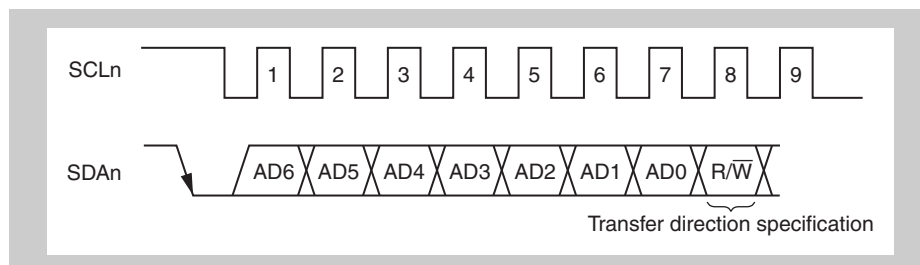 SCLn 1 2 3 4 5 6 7 8 9
SDAn AD6 AD5 AD4 AD3 AD2 AD1 AD0 R/W̅
Transfer direction specification